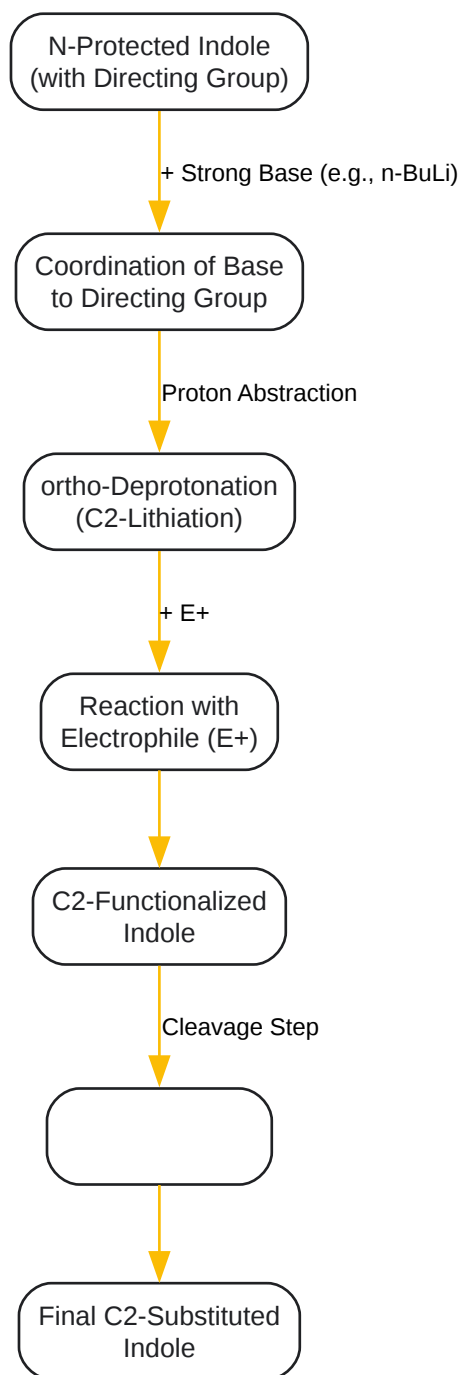 N-Protected Indole
(with Directing Group)
+ Strong Base (e.g., n-BuLi)
Coordination of Base
to Directing Group
Proton Abstraction
ortho-Deprotonation
(C2-Lithiation)
+ E+
Reaction with
Electrophile (E+)
C2-Functionalized
Indole
Cleavage Step
Final C2-Substituted
Indole